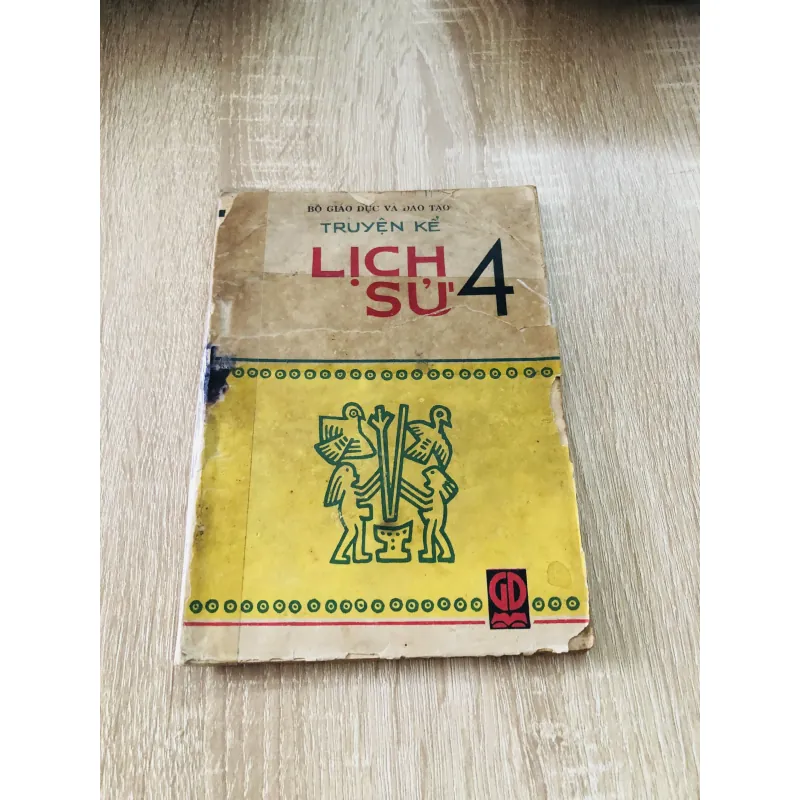 BỘ GIÁO DỤC VÀ ĐÀO TẠO
TRUYỆN KỂ
LỊCH
SỬ 4
GD